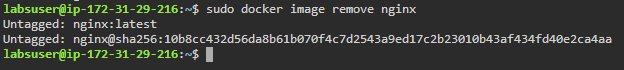 labsuser@ip-172-31-29-216:~$ sudo docker image remove nginx
Untagged: nginx:latest
Untagged: nginx@sha256:10b8cc432d56da8b61b070f4c7d2543a9ed17c2b23010b43af434fd40e2ca4aa
labsuser@ip-172-31-29-216:~$